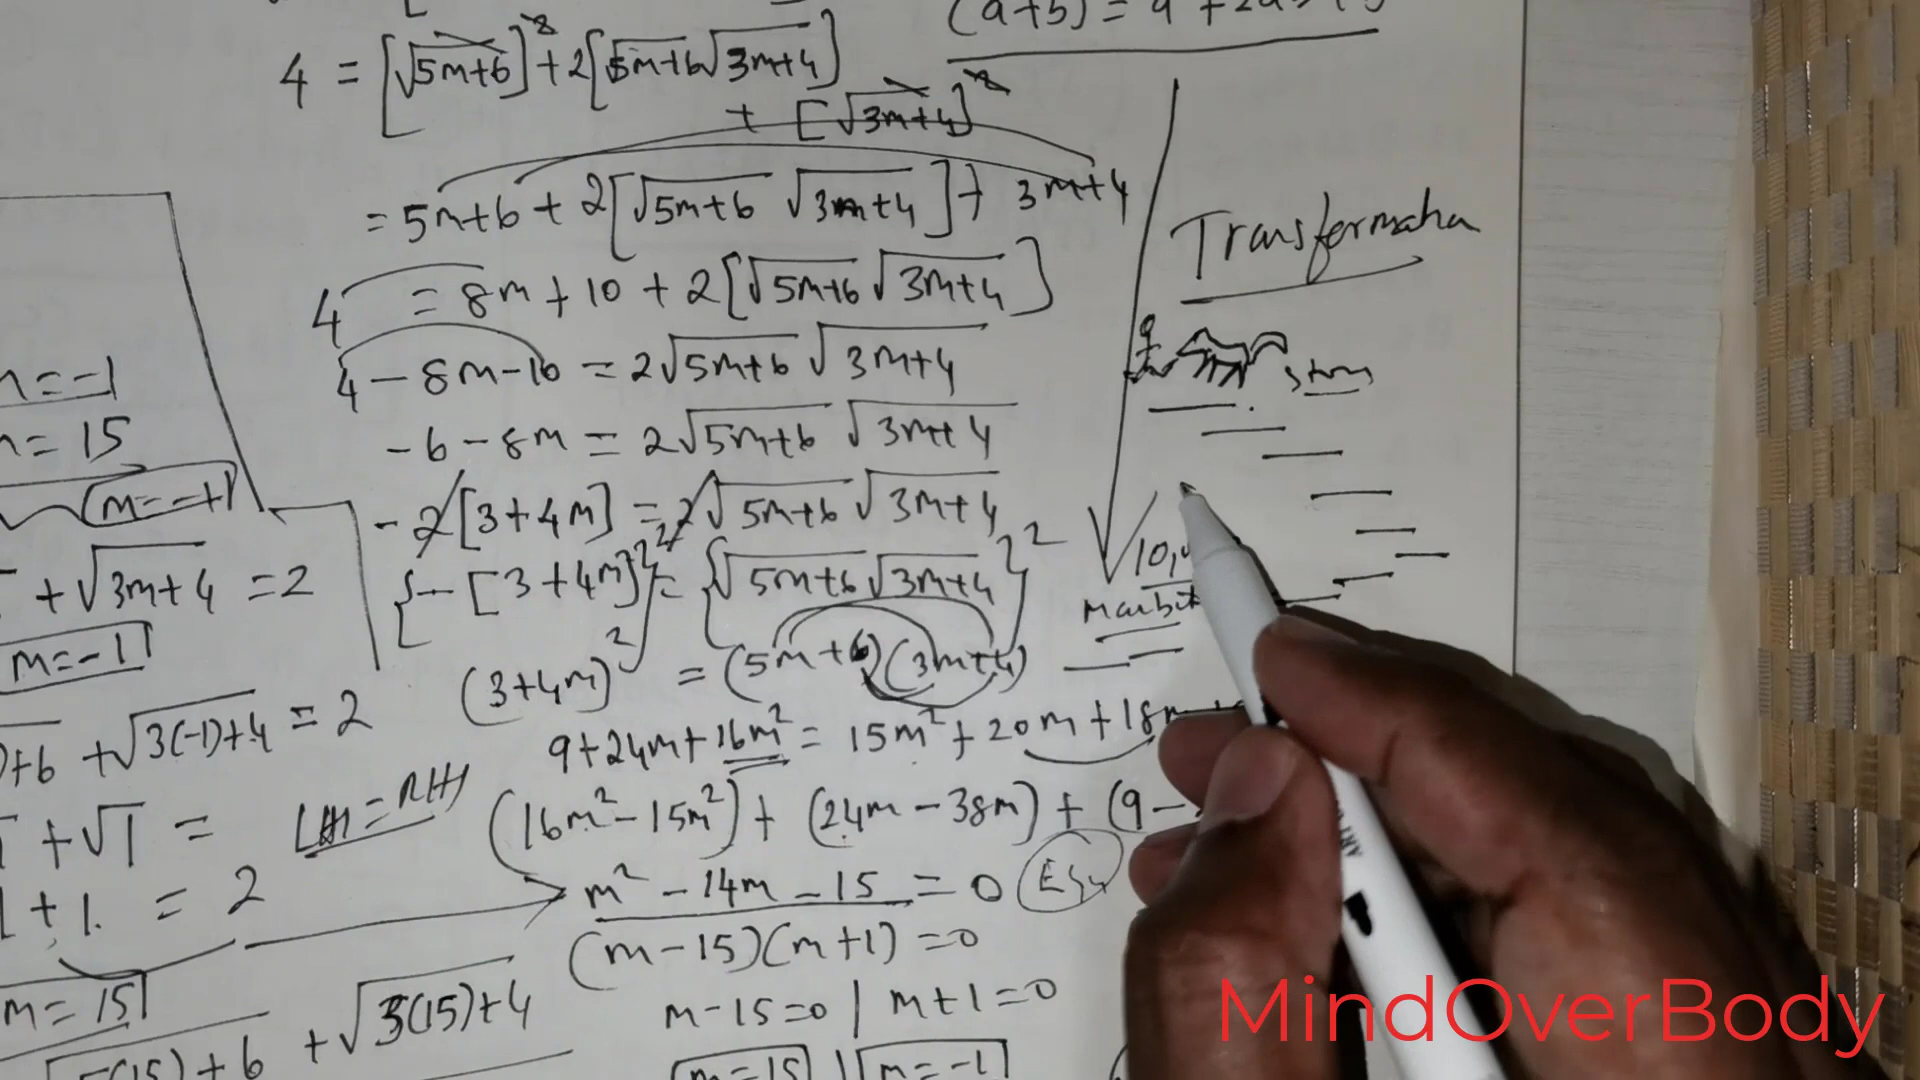 (a+b) = a + 2ab + b
4 = [√5m+6]² + 2[√5m+6 √3m+4]
+ [√3m+4]²
= 5m+6 + 2[√5m+6 √3m+4] + 3m+4
4 = 8m + 10 + 2[√5m+6 √3m+4]
4 - 8m - 10 = 2√5m+6 √3m+4
-6 - 8m = 2√5m+6 √3m+4
-2[3+4m] = 2√5m+6 √3m+4
{-[3+4m]}² = {√5m+6 √3m+4}²
(3+4m)² = (5m+6)(3m+4)
9+24m+16m² = 15m² + 20m + 18m +
(16m² - 15m²) + (24m - 38m) + (9 -
m² - 14m - 15 = 0
(m-15)(m+1) = 0
m-15=0 | m+1=0
m=15 | m=-1
m=-1
m=15
+ √3m+4 = 2
m=-1
)+6 + √3(-1)+4 = 2
+ √1 =
LHS = RHS
1 + 1. = 2
m=15
5(15)+6 + √3(15)+4
10,
MindOverBody